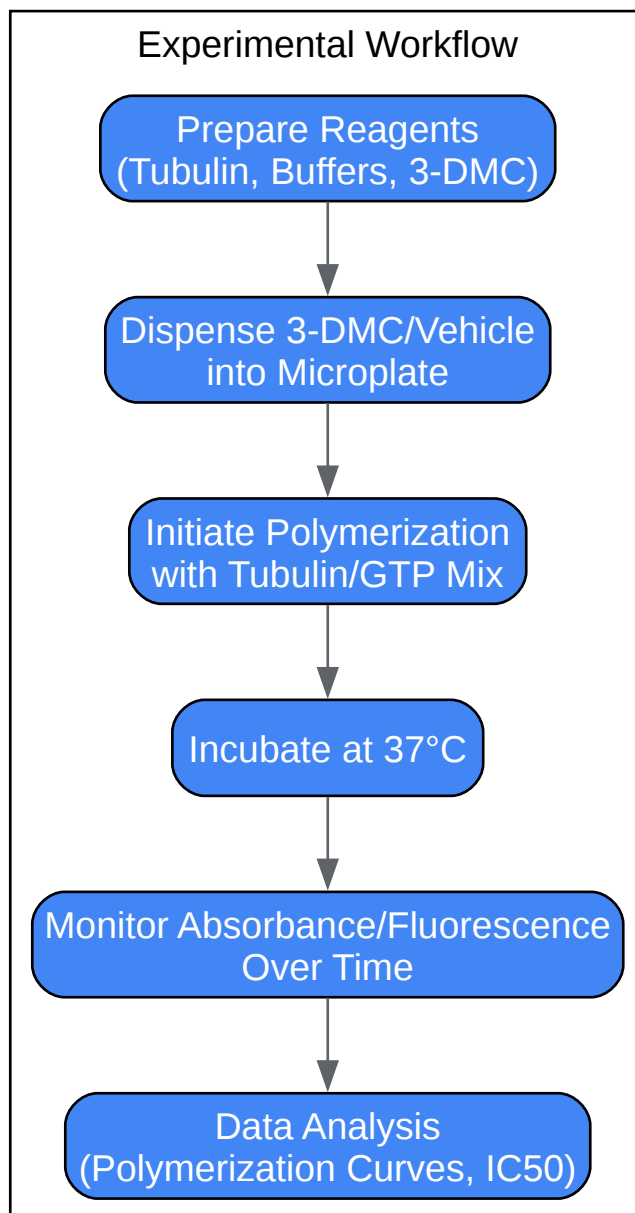 Experimental Workflow
Prepare Reagents
(Tubulin, Buffers, 3-DMC)
Dispense 3-DMC/Vehicle
into Microplate
Initiate Polymerization
with Tubulin/GTP Mix
Incubate at 37°C
Monitor Absorbance/Fluorescence
Over Time
Data Analysis
(Polymerization Curves, IC50)